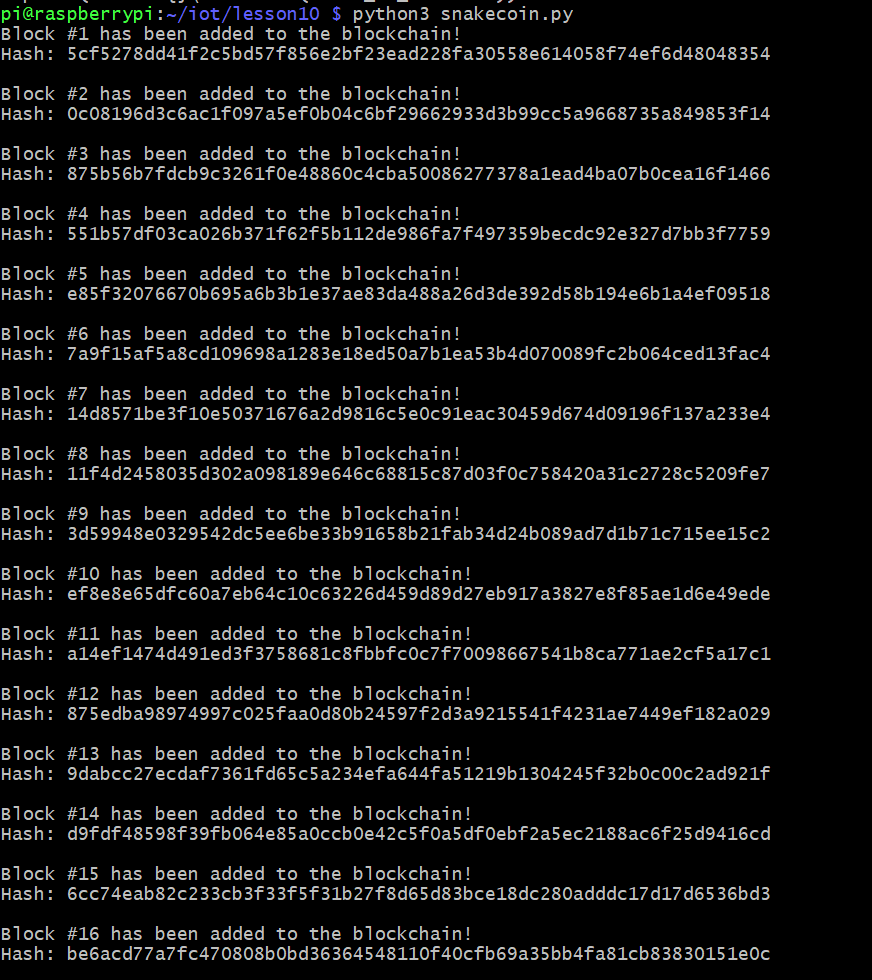 pi@raspberrypi:~/iot/lesson10 $ python3 snakecoin.py
Block #1 has been added to the blockchain!
Hash: 5cf5278dd41f2c5bd57f856e2bf23ead228fa30558e614058f74ef6d48048354
Block #2 has been added to the blockchain!
Hash: 0c08196d3c6ac1f097a5ef0b04c6bf29662933d3b99cc5a9668735a849853f14
Block #3 has been added to the blockchain!
Hash: 875b56b7fdcb9c3261f0e48860c4cba50086277378a1ead4ba07b0cea16f1466
Block #4 has been added to the blockchain!
Hash: 551b57df03ca026b371f62f5b112de986fa7f497359becdc92e327d7bb3f7759
Block #5 has been added to the blockchain!
Hash: e85f32076670b695a6b3b1e37ae83da488a26d3de392d58b194e6b1a4ef09518
Block #6 has been added to the blockchain!
Hash: 7a9f15af5a8cd109698a1283e18ed50a7b1ea53b4d070089fc2b064ced13fac4
Block #7 has been added to the blockchain!
Hash: 14d8571be3f10e50371676a2d9816c5e0c91eac30459d674d09196f137a233e4
Block #8 has been added to the blockchain!
Hash: 11f4d2458035d302a098189e646c68815c87d03f0c758420a31c2728c5209fe7
Block #9 has been added to the blockchain!
Hash: 3d59948e0329542dc5ee6be33b91658b21fab34d24b089ad7d1b71c715ee15c2
Block #10 has been added to the blockchain!
Hash: ef8e8e65dfc60a7eb64c10c63226d459d89d27eb917a3827e8f85ae1d6e49ede
Block #11 has been added to the blockchain!
Hash: a14ef1474d491ed3f3758681c8fbbfc0c7f70098667541b8ca771ae2cf5a17c1
Block #12 has been added to the blockchain!
Hash: 875edba98974997c025faa0d80b24597f2d3a9215541f4231ae7449ef182a029
Block #13 has been added to the blockchain!
Hash: 9dabcc27ecdaf7361fd65c5a234efa644fa51219b1304245f32b0c00c2ad921f
Block #14 has been added to the blockchain!
Hash: d9fdf48598f39fb064e85a0ccb0e42c5f0a5df0ebf2a5ec2188ac6f25d9416cd
Block #15 has been added to the blockchain!
Hash: 6cc74eab82c233cb3f33f5f31b27f8d65d83bce18dc280adddc17d17d6536bd3
Block #16 has been added to the blockchain!
Hash: be6acd77a7fc470808b0bd36364548110f40cfb69a35bb4fa81cb83830151e0c